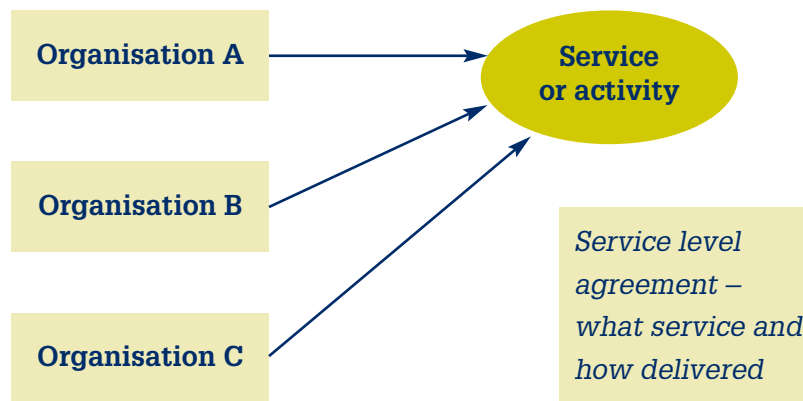 Organisation A
Service
or activity
Organisation B
Service level
agreement –
what service and
how delivered
Organisation C